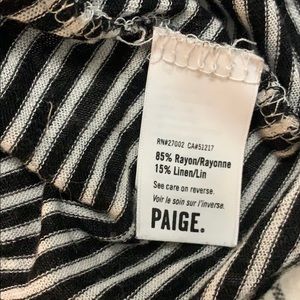 RN#27002 CA#51217
85% Rayon/Rayonne
15% Linen/Lin
See care on reverse.
Voir le soin sur l'inverse.
PAIGE.